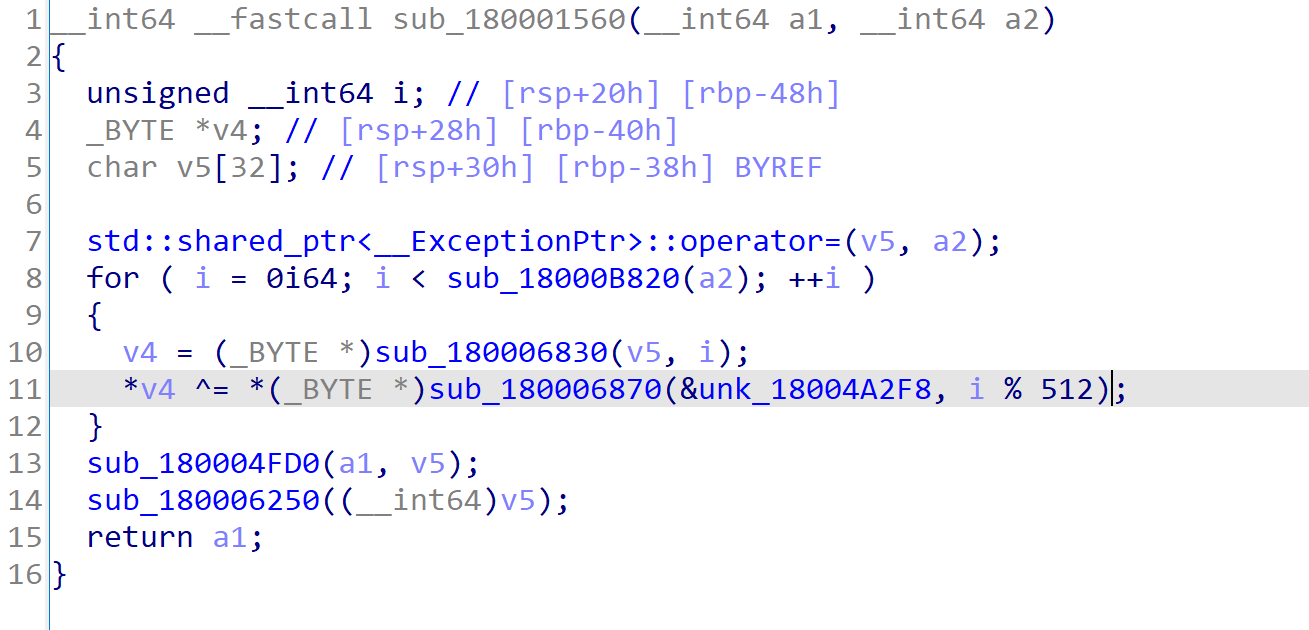 1 __int64 __fastcall sub_180001560(__int64 a1, __int64 a2)
2 {
3   unsigned __int64 i; // [rsp+20h] [rbp-48h]
4   _BYTE *v4; // [rsp+28h] [rbp-40h]
5   char v5[32]; // [rsp+30h] [rbp-38h] BYREF
6
7   std::shared_ptr<__ExceptionPtr>::operator=(v5, a2);
8   for ( i = 0i64; i < sub_18000B820(a2); ++i )
9   {
10     v4 = (_BYTE *)sub_180006830(v5, i);
11     *v4 ^= *(_BYTE *)sub_180006870(&unk_18004A2F8, i % 512);
12   }
13   sub_180004FD0(a1, v5);
14   sub_180006250((__int64)v5);
15   return a1;
16 }